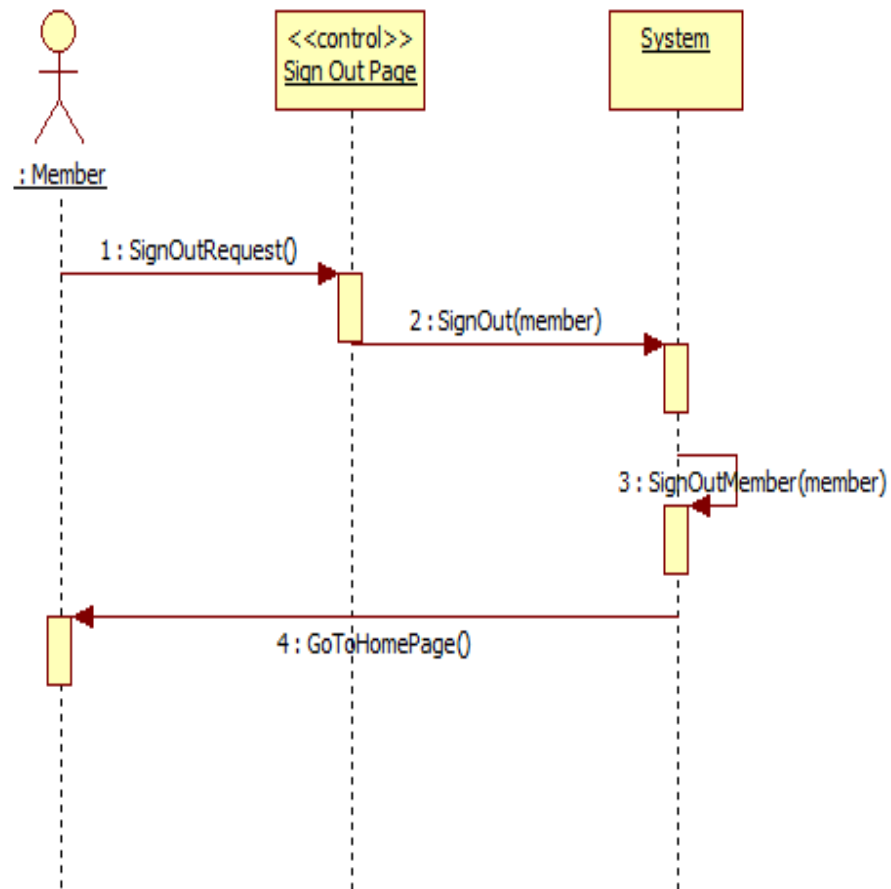 <<control>>
Sign Out Page
System
: Member
1 : SignOutRequest()
2 : SignOut(member)
3 : SignOutMember(member)
4 : GoToHomePage()